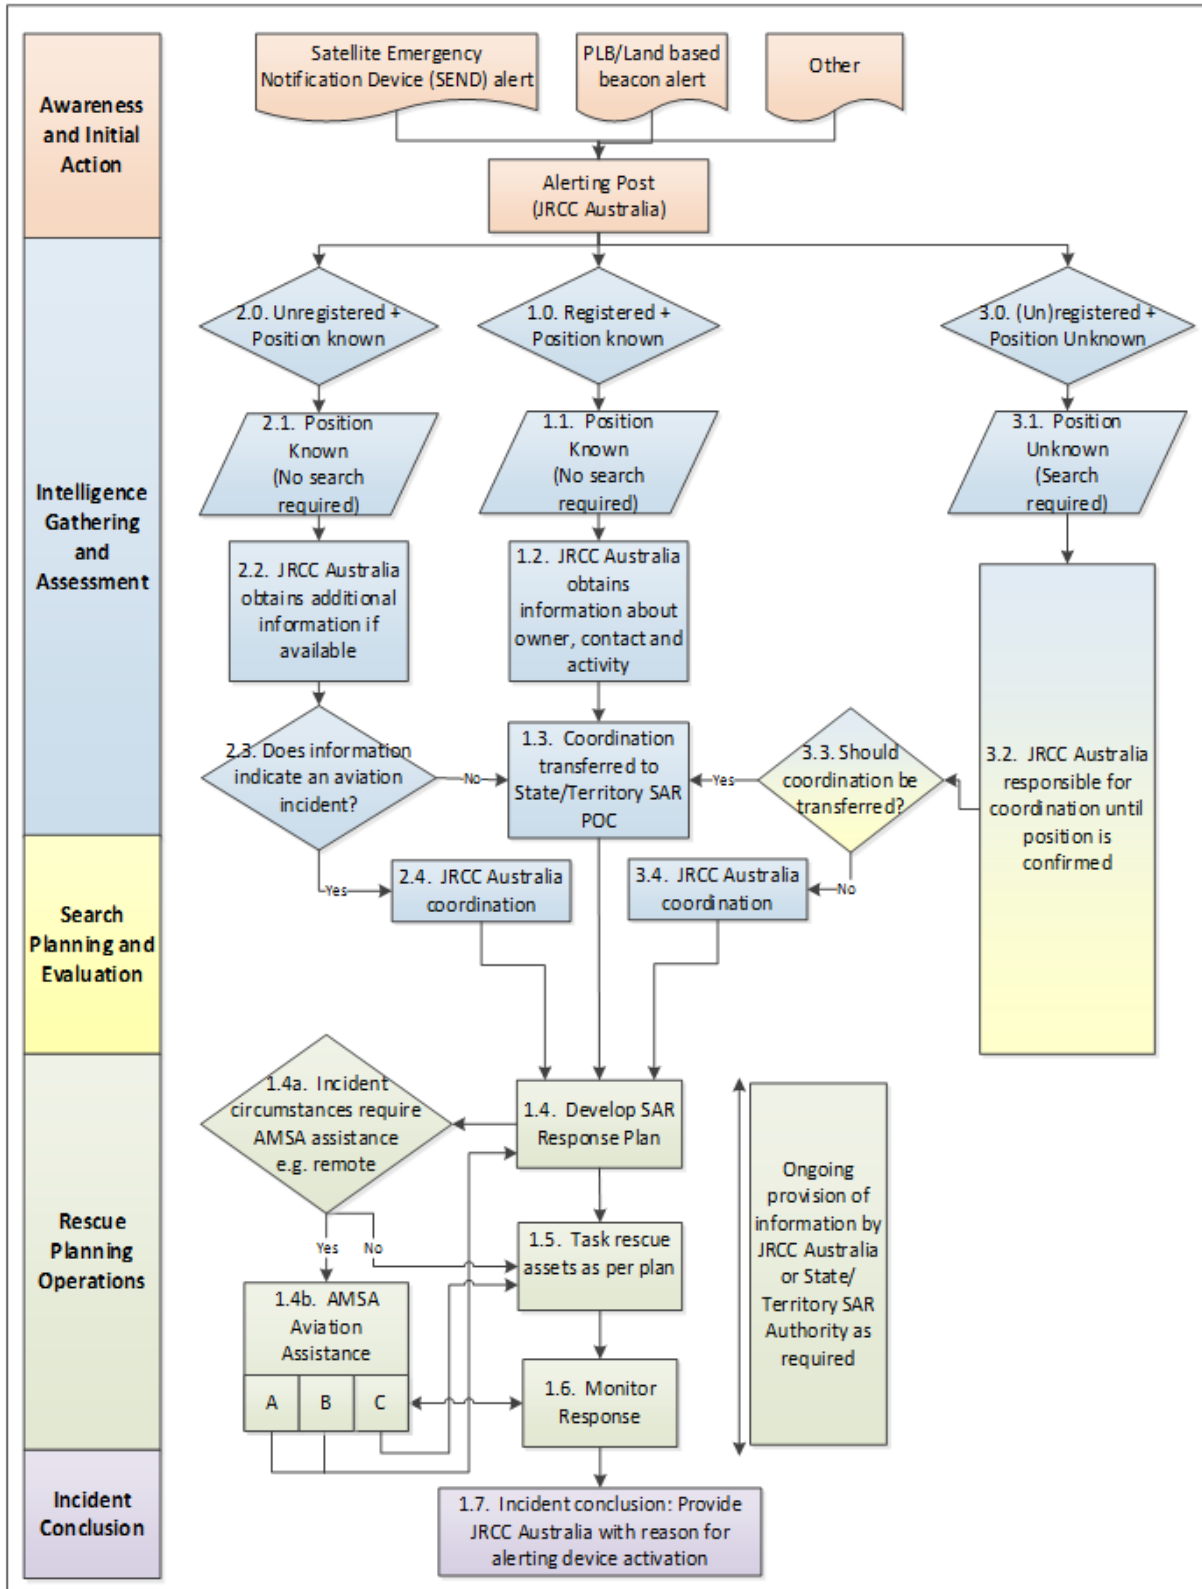 Awareness
and Initial
Action
Satellite Emergency
Notification Device (SEND) alert
PLB/Land based
beacon alert
Other
Alerting Post
(JRCC Australia)
Intelligence
Gathering
and
Assessment
2.0. Unregistered +
Position known
1.0. Registered +
Position known
3.0. (Un)registered +
Position Unknown
2.1. Position
Known
(No search
required)
1.1. Position
Known
(No search
required)
3.1. Position
Unknown
(Search
required)
2.2. JRCC Australia
obtains additional
information if
available
1.2. JRCC Australia
obtains
information about
owner, contact and
activity
2.3. Does information
indicate an aviation
incident?
No
1.3. Coordination
transferred to
State/Territory SAR
POC
Yes
3.3. Should
coordination be
transferred?
3.2. JRCC Australia
responsible for
coordination until
position is
confirmed
Search
Planning and
Evaluation
Yes
2.4. JRCC Australia
coordination
3.4. JRCC Australia
coordination
No
Rescue
Planning
Operations
1.4a. Incident
circumstances require
AMSA assistance
e.g. remote
1.4. Develop SAR
Response Plan
Yes
No
1.5. Task rescue
assets as per plan
1.4b. AMSA
Aviation
Assistance
A
B
C
1.6. Monitor
Response
Ongoing
provision of
information by
JRCC Australia
or State/
Territory SAR
Authority as
required
Incident
Conclusion
1.7. Incident conclusion: Provide
JRCC Australia with reason for
alerting device activation